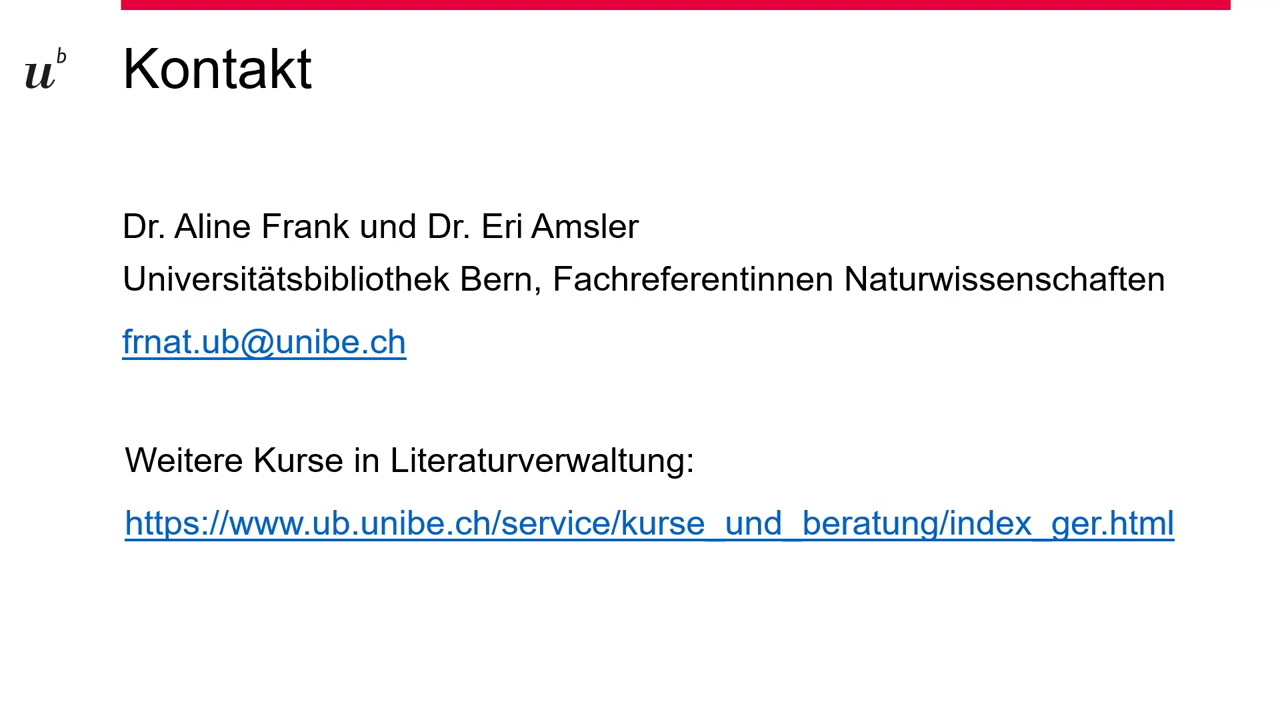 u^b
Kontakt
Dr. Aline Frank und Dr. Eri Amsler
Universitätsbibliothek Bern, Fachreferentinnen Naturwissenschaften
frnat.ub@unibe.ch
Weitere Kurse in Literaturverwaltung:
https://www.ub.unibe.ch/service/kurse_und_beratung/index_ger.html